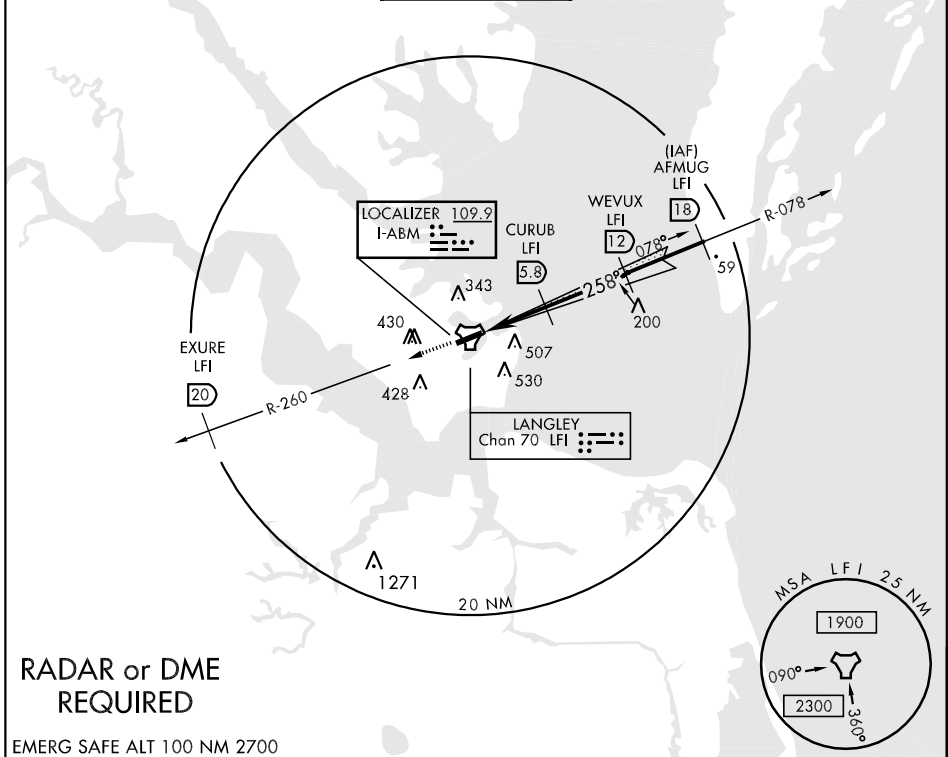 (IAF)
AFMUG
LFI
18
R-078
WEVUX
LFI
12
078°
59
LOCALIZER 109.9
I-ABM
CURUB
LFI
5.8
258°
200
343
430
507
530
428
EXURE
LFI
20
R-260
LANGLEY
Chan 70 LFI
1271
20 NM
MSA LFI 25 NM
1900
090°
2300
360°
RADAR or DME
REQUIRED
EMERG SAFE ALT 100 NM 2700